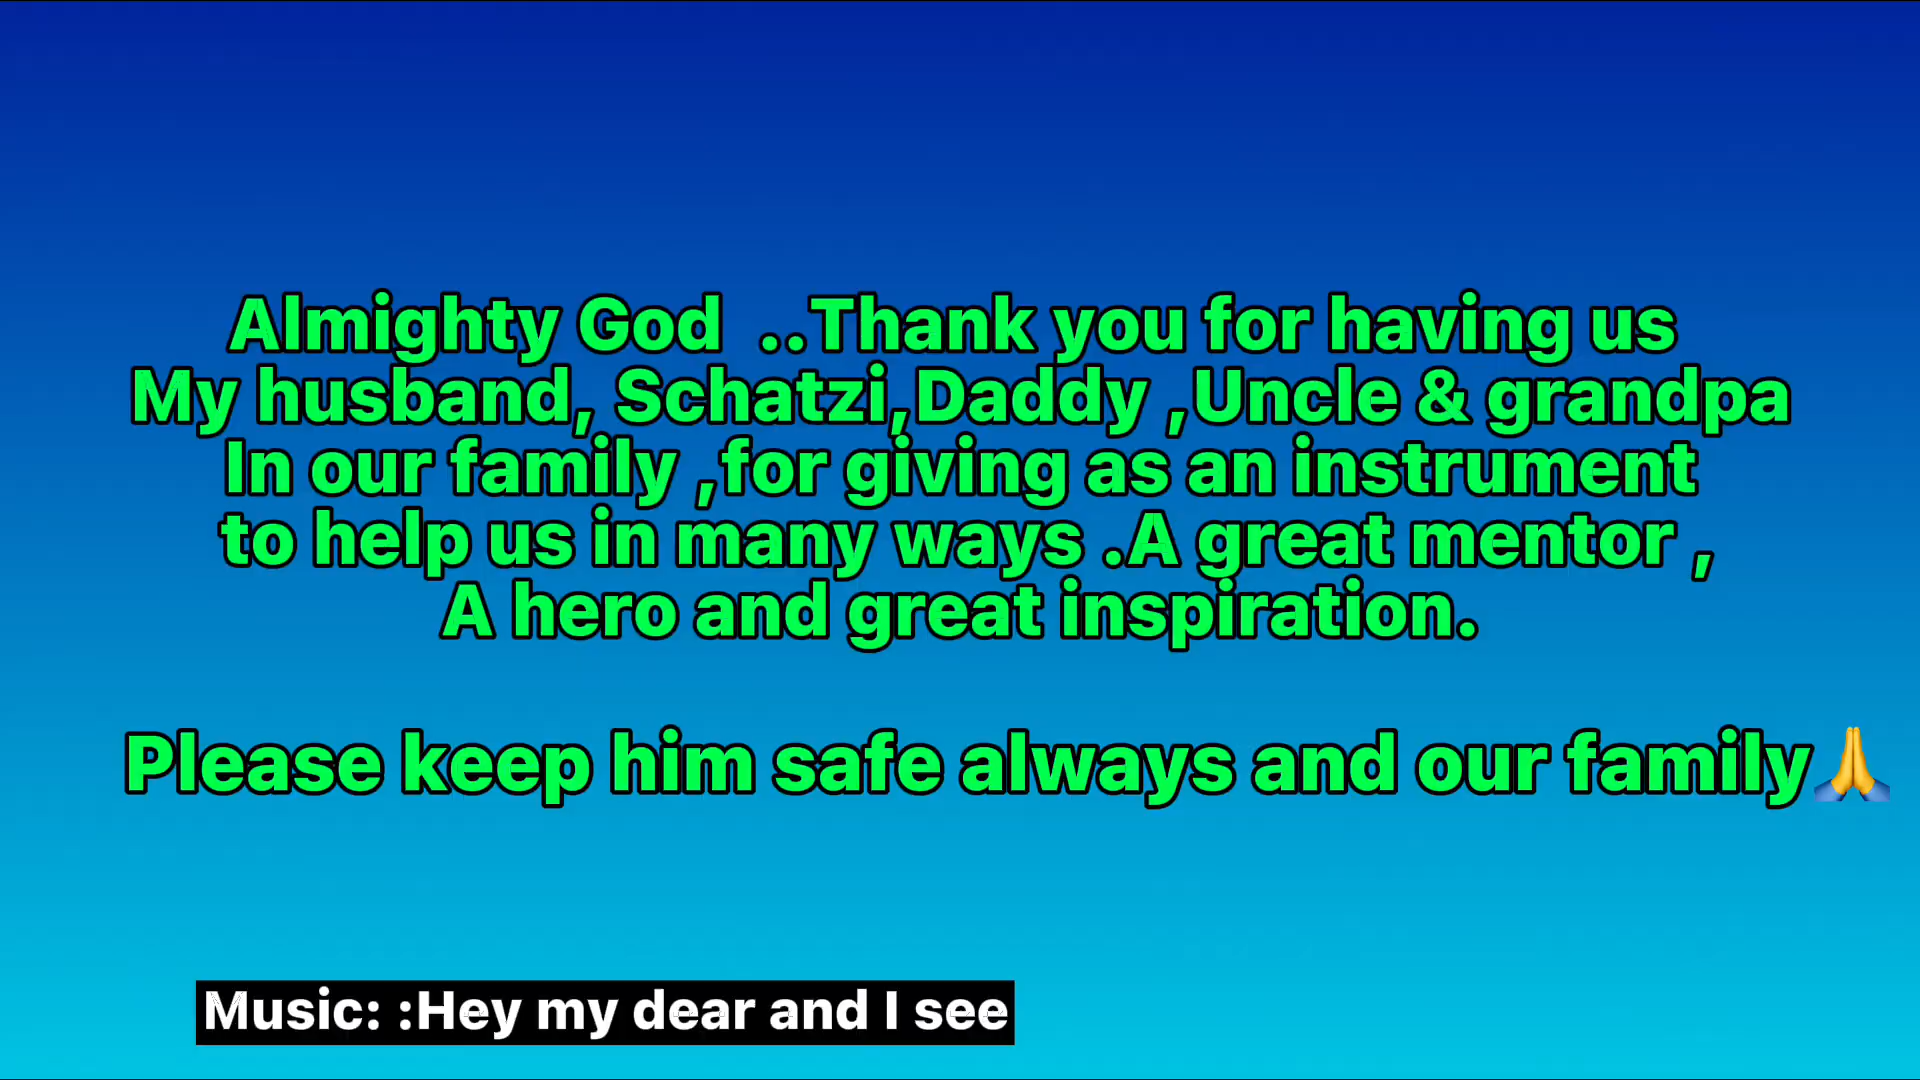 Almighty God  ..Thank you for having us
My husband, Schatzi,Daddy ,Uncle & grandpa
In our family ,for giving as an instrument
to help us in many ways .A great mentor ,
A hero and great inspiration.
Please keep him safe always and our family🙏
Music: :Hey my dear and I see